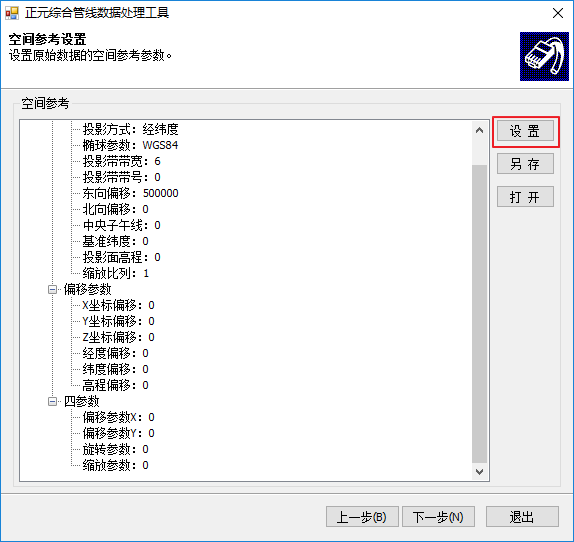 正元综合管线数据处理工具
空间参考设置
设置原始数据的空间参考参数。
空间参考
投影方式：经纬度
椭球参数：WGS84
投影带带宽：6
投影带带号：0
东向偏移：500000
北向偏移：0
中央子午线：0
基准纬度：0
投影面高程：0
缩放比列：1
偏移参数
X坐标偏移：0
Y坐标偏移：0
Z坐标偏移：0
经度偏移：0
纬度偏移：0
高程偏移：0
四参数
偏移参数X：0
偏移参数Y：0
旋转参数：0
缩放参数：0
设 置
另 存
打 开
上一步(B)
下一步(N)
退出